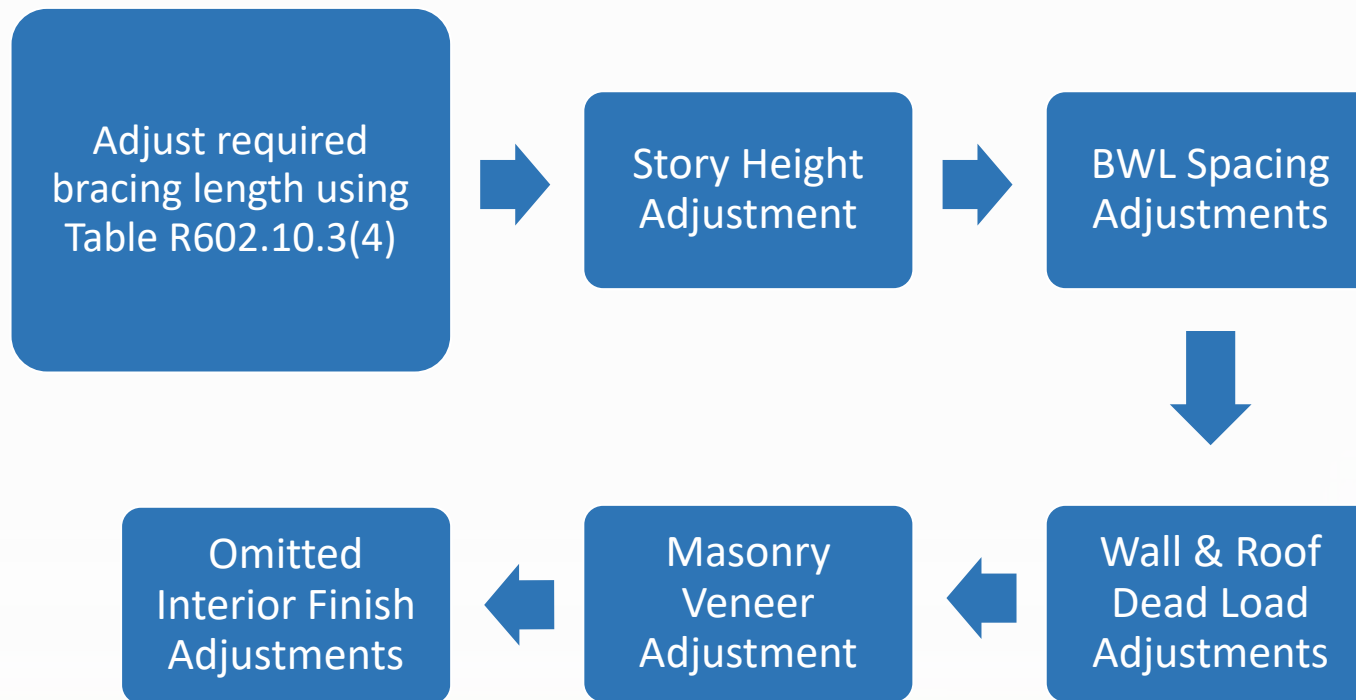 Adjust required
bracing length using
Table R602.10.3(4)
Story Height
Adjustment
BWL Spacing
Adjustments
Wall & Roof
Dead Load
Adjustments
Masonry
Veneer
Adjustment
Omitted
Interior Finish
Adjustments